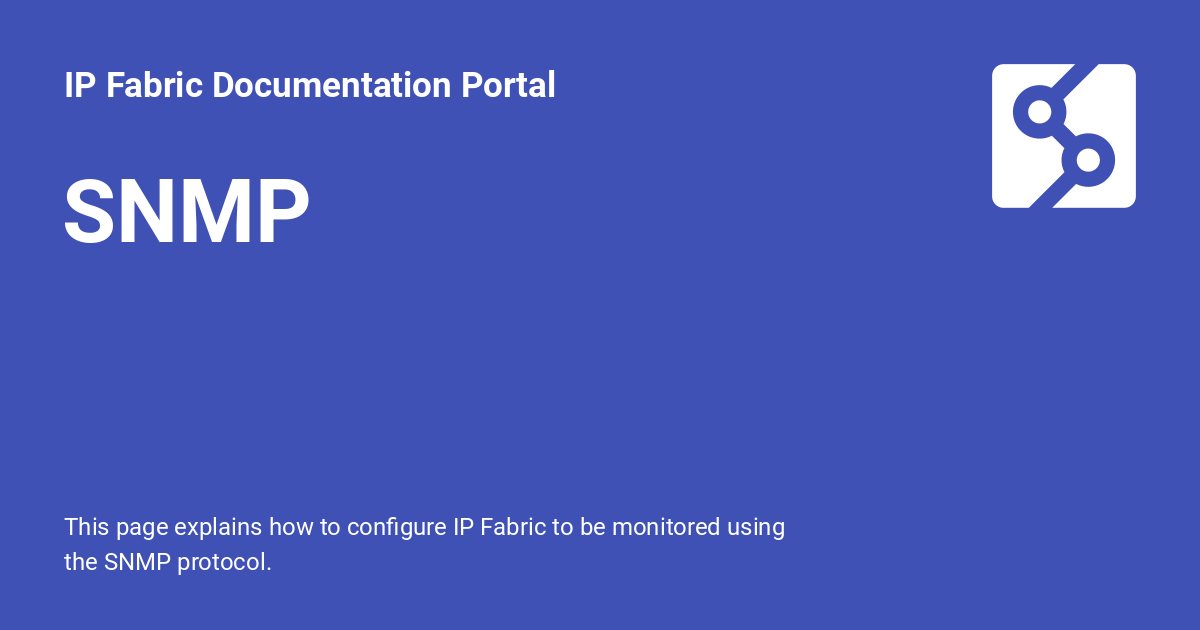 IP Fabric Documentation Portal
SNMP
This page explains how to configure IP Fabric to be monitored using
the SNMP protocol.